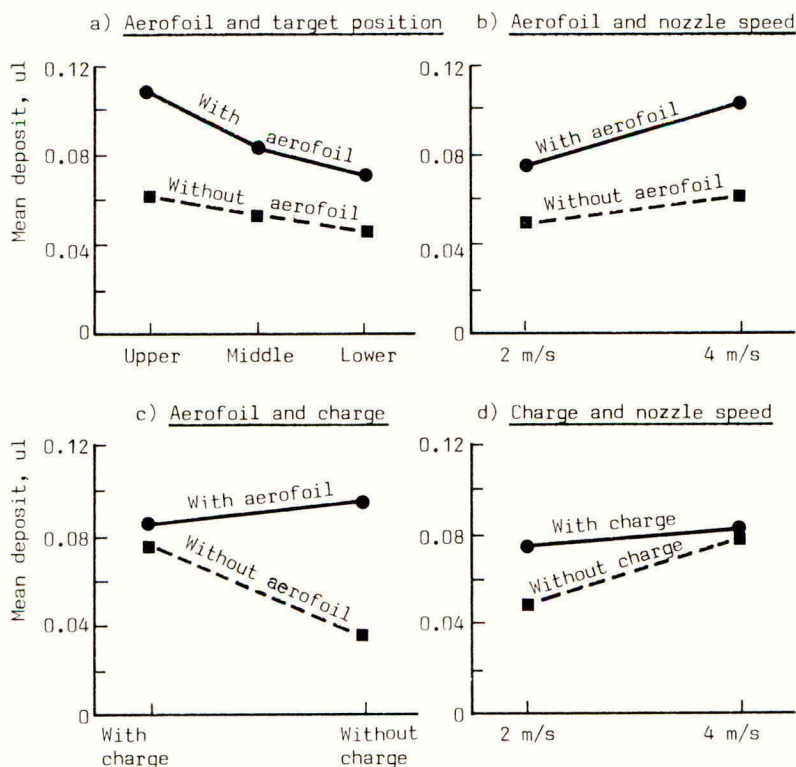 a) Aerofoil and target position
b) Aerofoil and nozzle speed
Mean deposit, ul
0.12
0.08
0.04
0
With aerofoil
Without aerofoil
Upper Middle Lower
0.12
0.08
0.04
0
With aerofoil
Without aerofoil
2 m/s 4 m/s
c) Aerofoil and charge
d) Charge and nozzle speed
Mean deposit, ul
0.12
0.08
0.04
0
With aerofoil
Without aerofoil
With Without
charge charge
0.12
0.08
0.04
0
With charge
Without charge
2 m/s 4 m/s